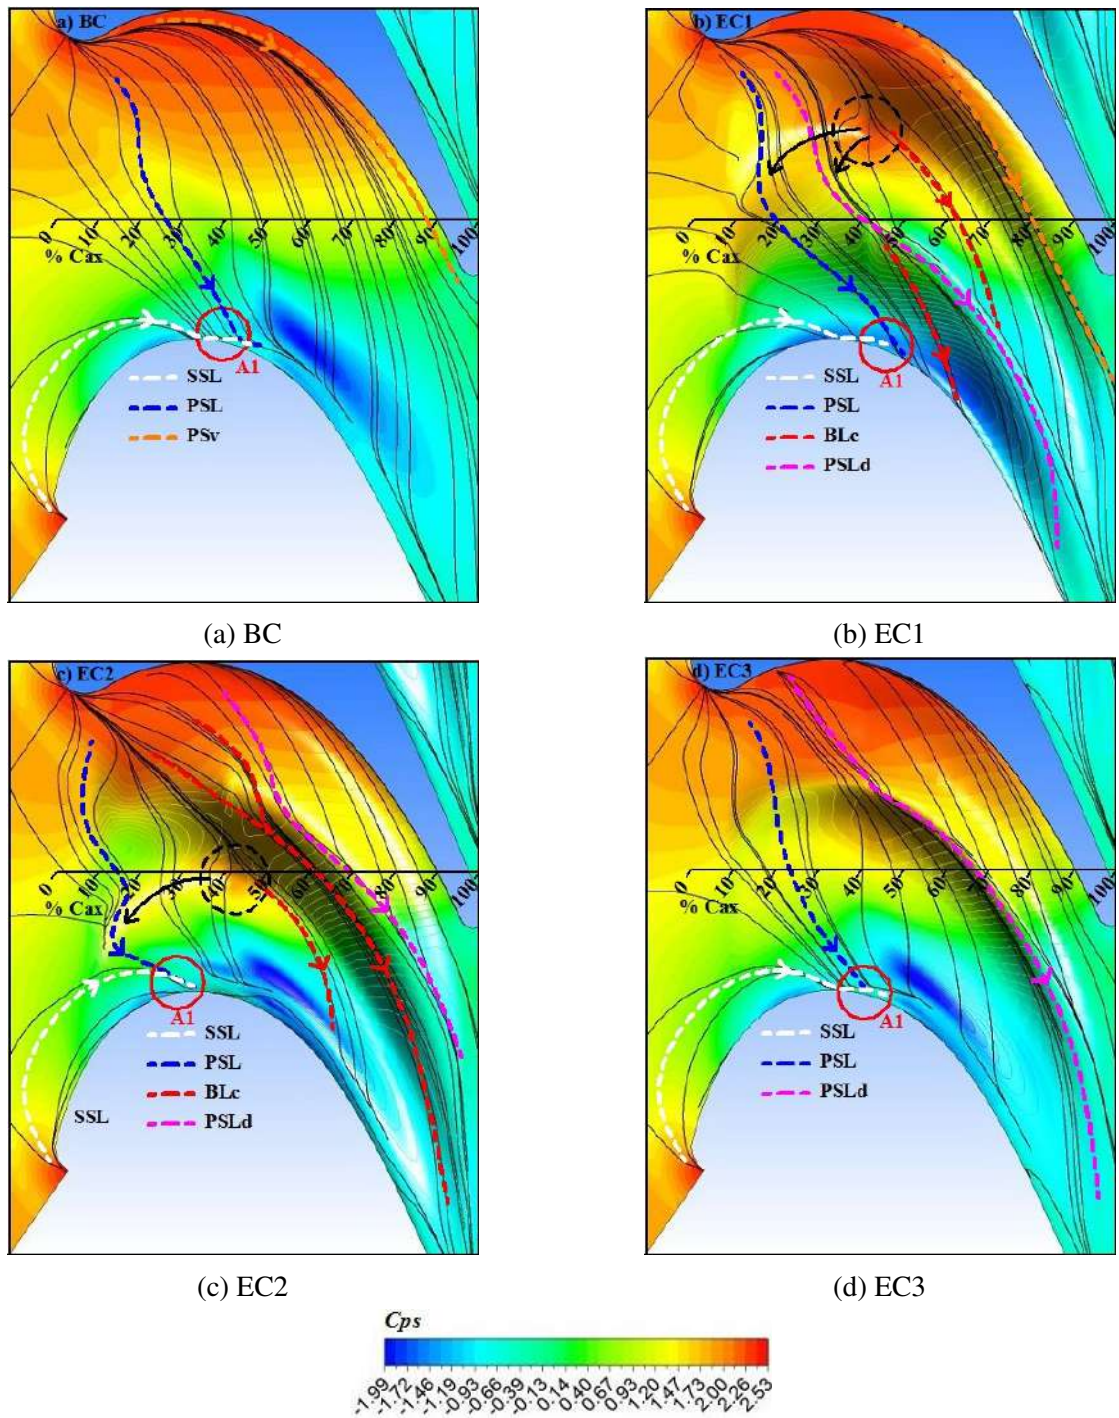 a) BC
0 10 20 30 40 50 60 70 80 90 100
% Cax
A1
SSL
PSL
PSv
(a) BC
b) EC1
0 10 20 30 40 50 60 70 80 90 100
% Cax
A1
SSL
PSL
BLc
PSLd
(b) EC1
c) EC2
0 10 20 30 40 50 60 70 80 90 100
% Cax
A1
SSL
PSL
BLc
PSLd
SSL
(c) EC2
d) EC3
0 10 20 30 40 50 60 70 80 90 100
% Cax
A1
SSL
PSL
PSLd
(d) EC3
Cps
-1.99 -1.72 -1.46 -1.19 -0.93 -0.66 -0.39 -0.13 0.14 0.40 0.67 0.93 1.20 1.47 1.73 2.00 2.26 2.53